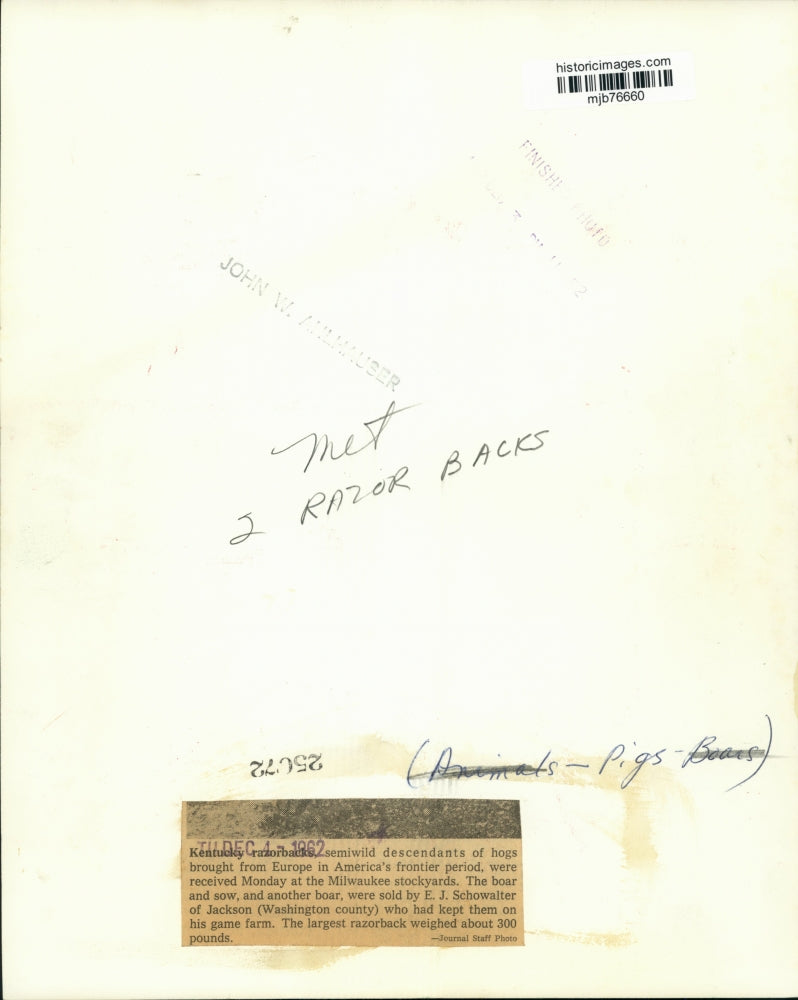 historicimages.com
mjb76660
FINISHED PHOTO
JOHN W. AHLHAUSER
met
2 RAZOR BACKS
(Animals - Pigs - Boars)
25072
TU DEC 4 - 1962
Kentucky razorbacks, semiwild descendants of hogs
brought from Europe in America's frontier period, were
received Monday at the Milwaukee stockyards. The boar
and sow, and another boar, were sold by E. J. Schowalter
of Jackson (Washington county) who had kept them on
his game farm. The largest razorback weighed about 300
pounds.
—Journal Staff Photo